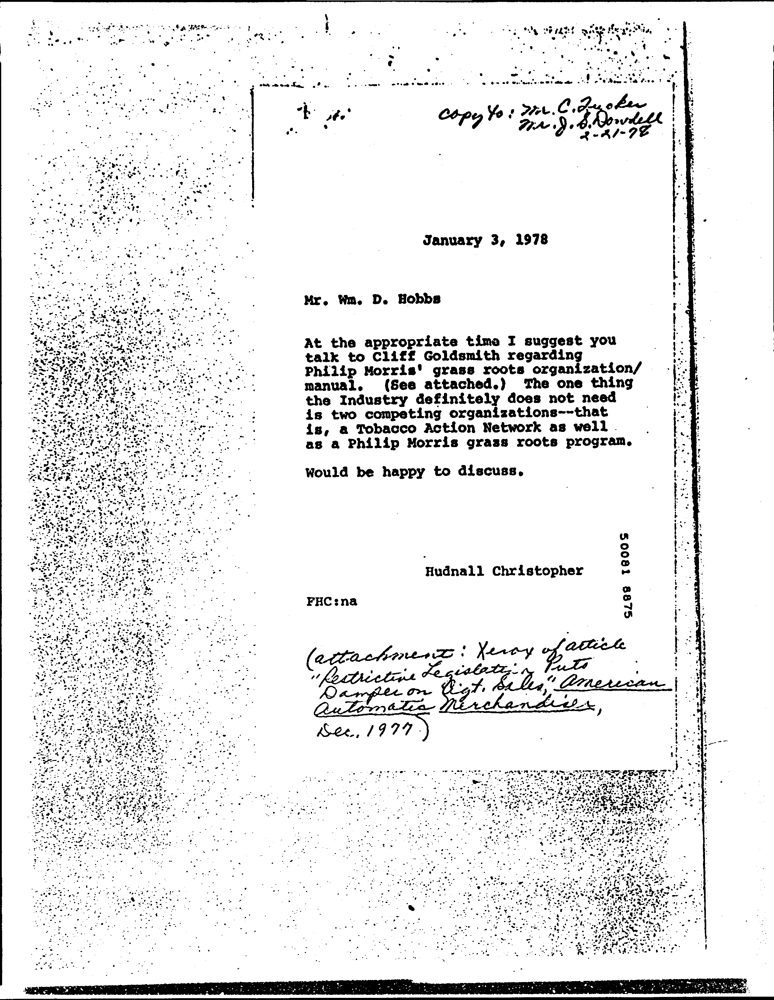 copy to: Mr. C. Tucker
Mr. J. S. Dowdell
2-21-78
January 3, 1978
Mr. Wm. D. Hobbs
At the appropriate time I suggest you
talk to Cliff Goldsmith regarding
Philip Morris' grass roots organization/
manual. (See attached.) The one thing
the Industry definitely does not need
is two competing organizations--that
is, a Tobacco Action Network as well
as a Philip Morris grass roots program.
Would be happy to discuss.
Hudnall Christopher
FHC:na
50081 8875
(attachment: Xerox of article
"Restrictive Legislation Puts
Damper on Cigt. Sales," American
Automatic Merchandiser,
Dec. 1977)